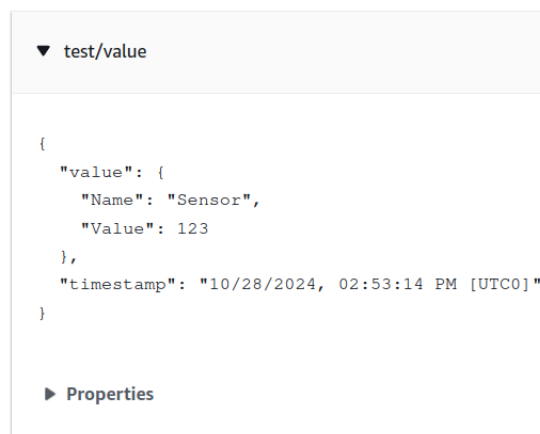 test/value
{
"value": {
"Name": "Sensor",
"Value": 123
},
"timestamp": "10/28/2024, 02:53:14 PM [UTC0]"
}
Properties